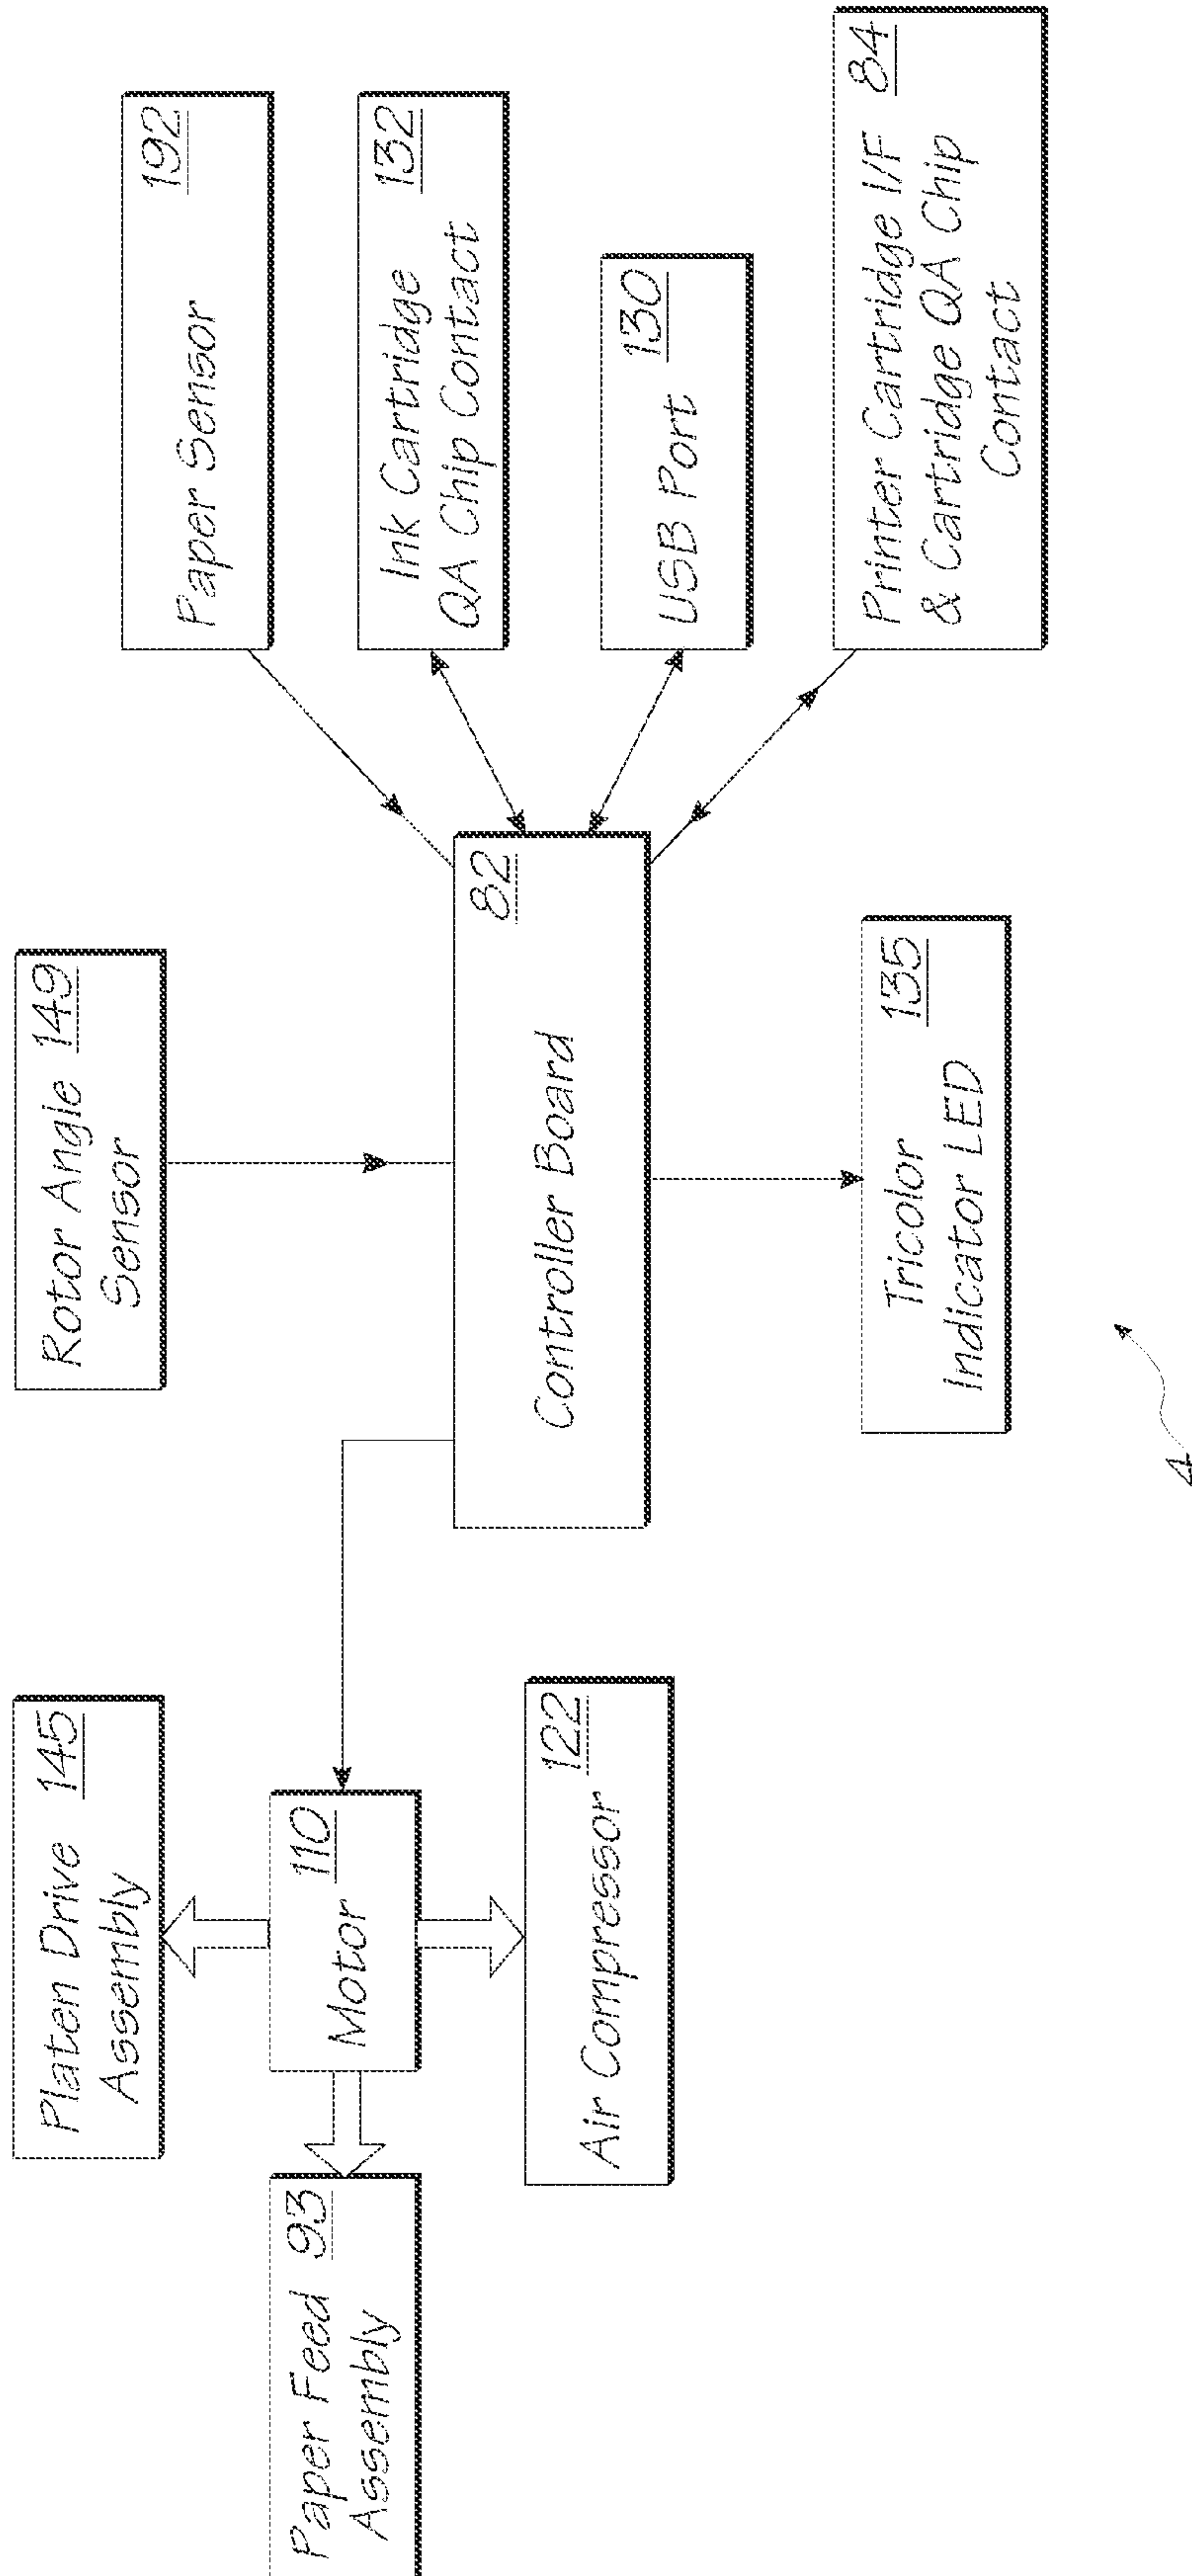 Platen Drive 145
Assembly
Rotor Angle 149
Sensor
Paper Sensor 192
Paper Feed 93
Assembly
Motor 110
Ink Cartridge 132
QA Chip Contact
Controller Board 82
Air Compressor 122
USB Port 130
Tricolor 135
Indicator LED
Printer Cartridge I/F 84
& Cartridge QA Chip
Contact
4